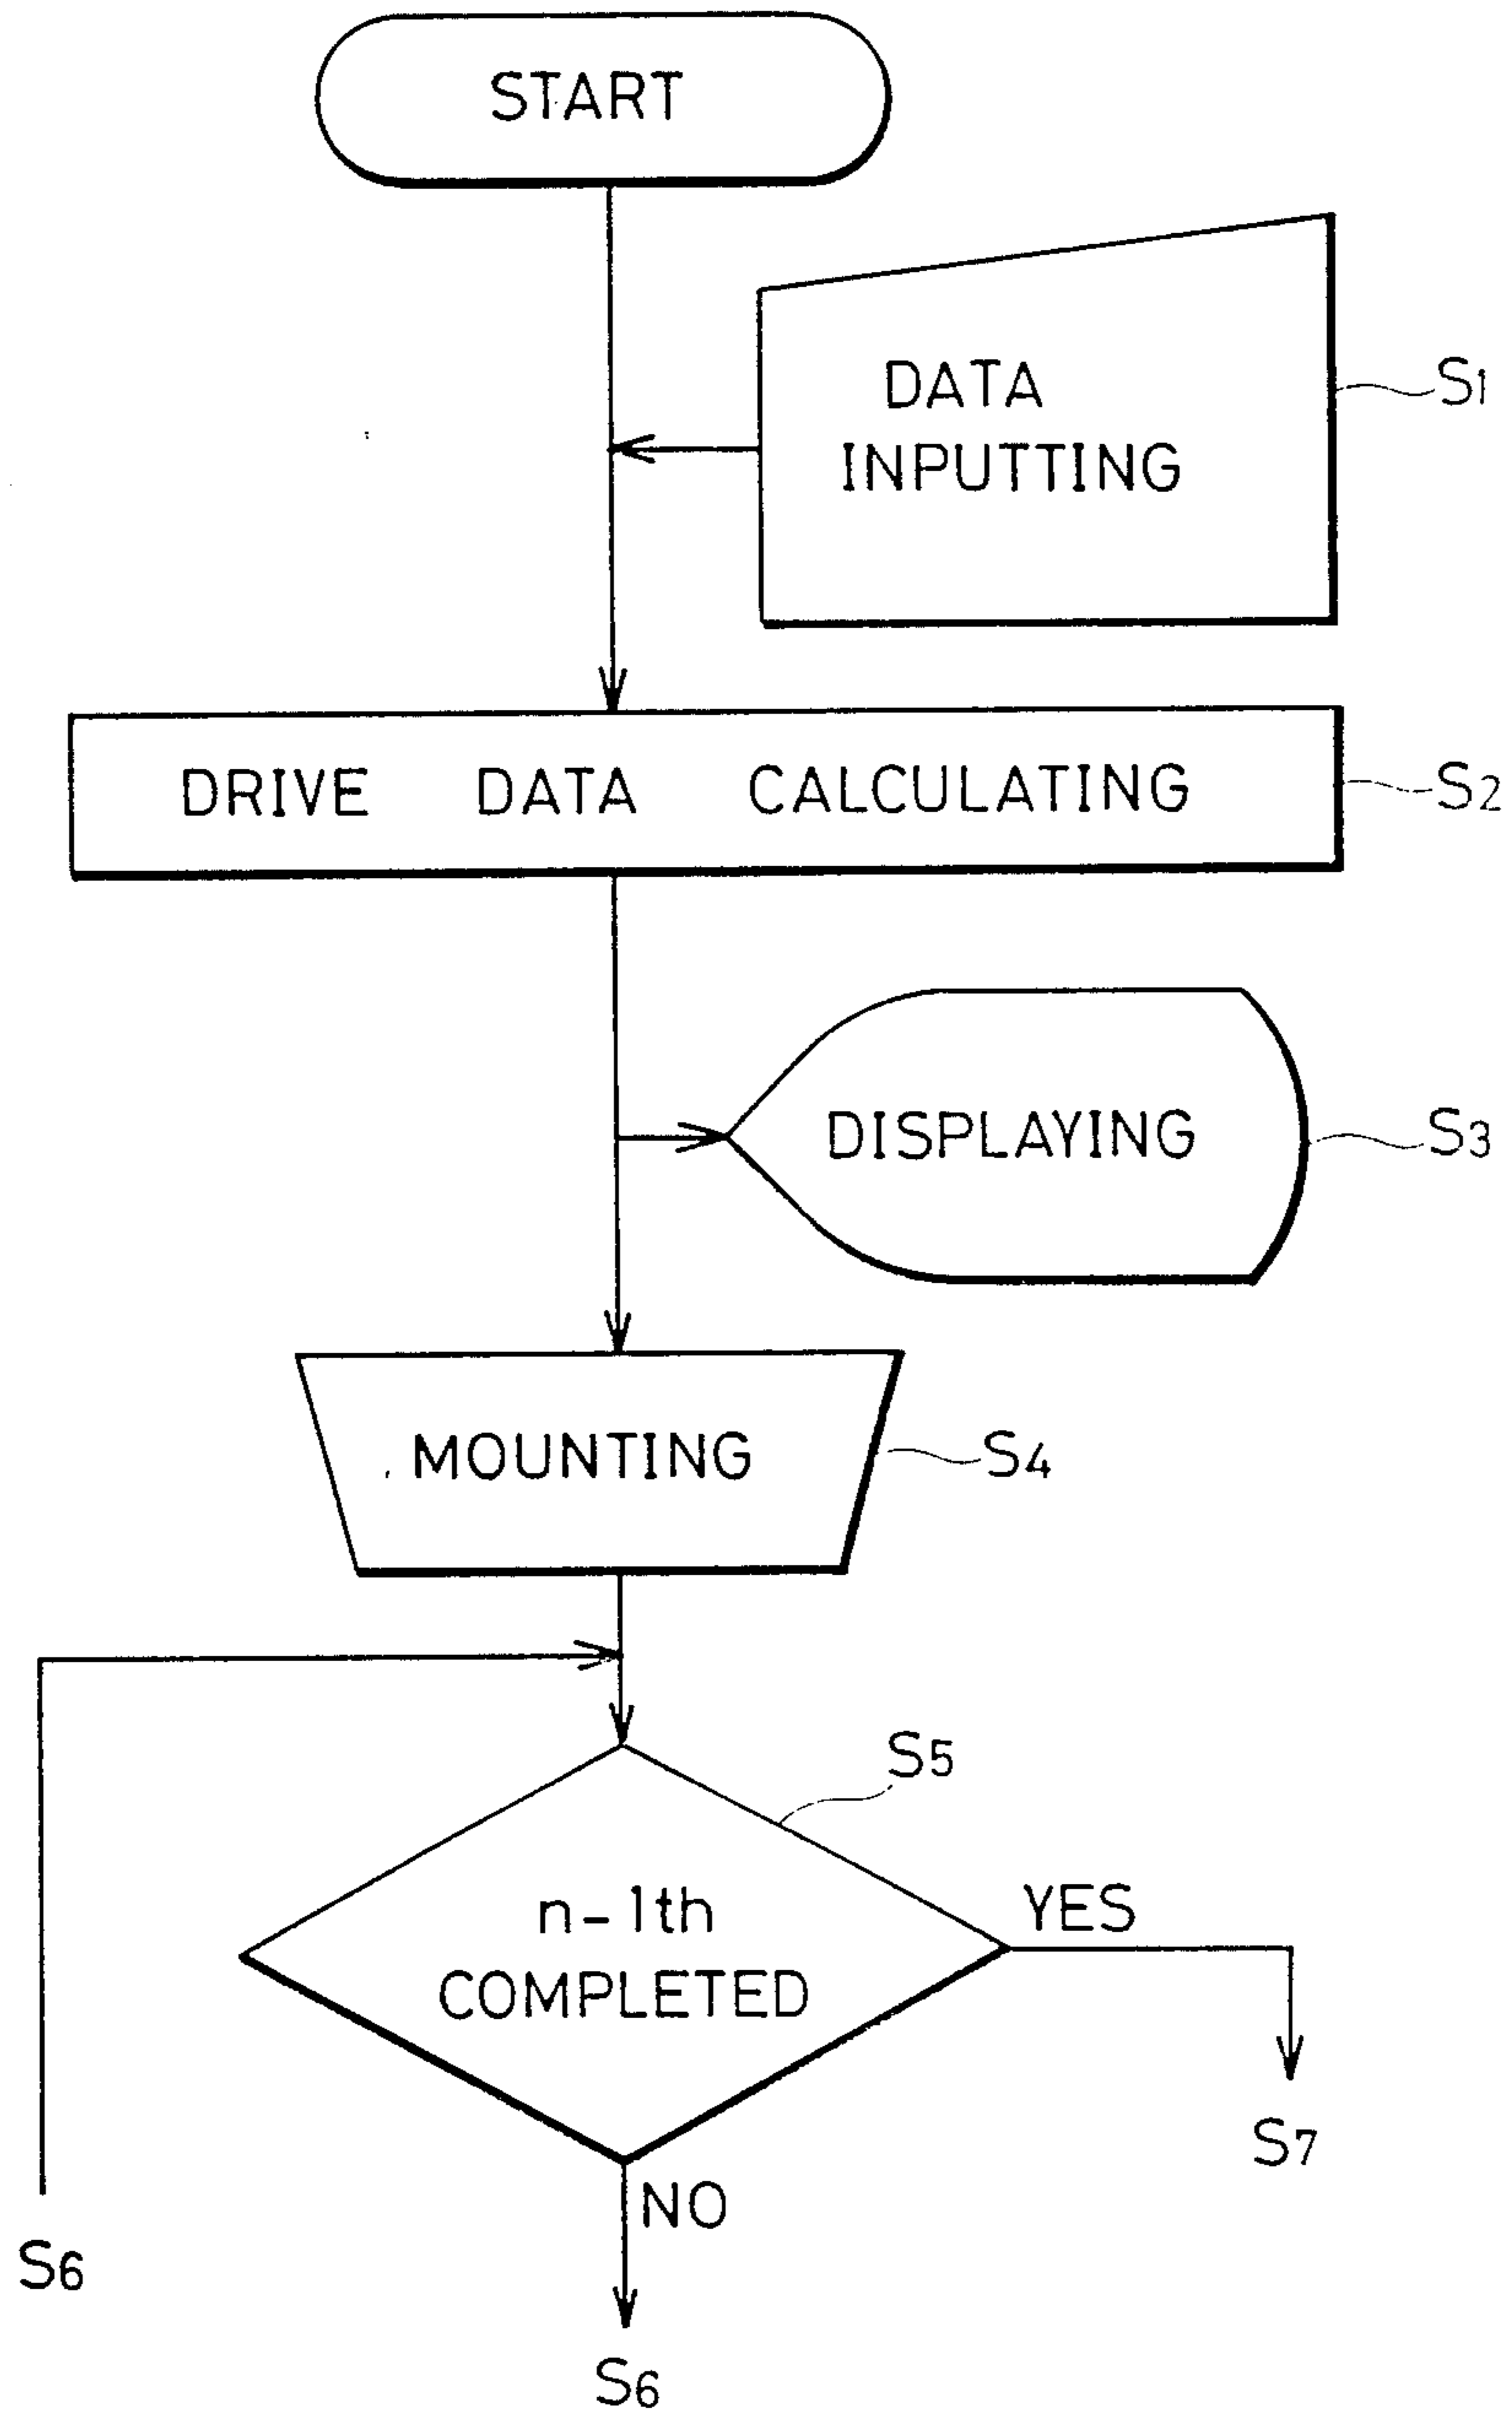 START
DATA
INPUTTING
S1
DRIVE DATA CALCULATING
S2
DISPLAYING
S3
MOUNTING
S4
S5
n-1th
COMPLETED
YES
S7
NO
S6
S6